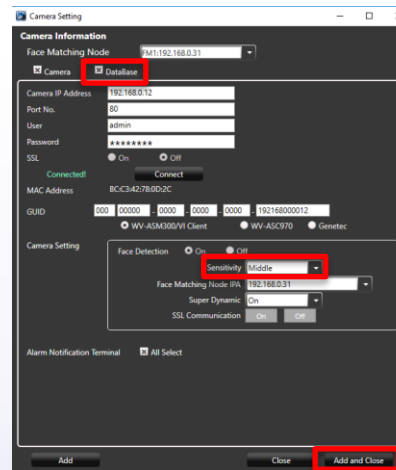 Camera Setting
Camera Information
Face Matching Node FM1:192.168.0.31
Camera DataBase
Camera IP Address 192.168.0.12
Port No. 80
User admin
Password ********
SSL On Off
Connected! Connect
MAC Address BC:C3:42:7B:0D:2C
GUID 000 00000 - 0000 - 0000 - 0000 - 192168000012
WV-ASM300/VI Client WV-ASC970 Genetec
Camera Setting Face Detection On Off
Sensitivity Middle
Face Matching Node IPA 192.168.0.31
Super Dynamic On
SSL Communication On Off
Alarm Notification Terminal All Select
Add Close Add and Close